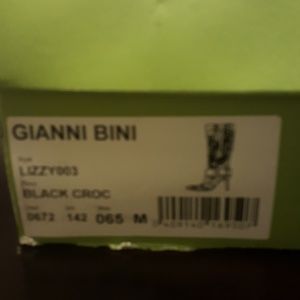 GIANNI BINI
LIZZY003
BLACK CROC
0672 142 065 M